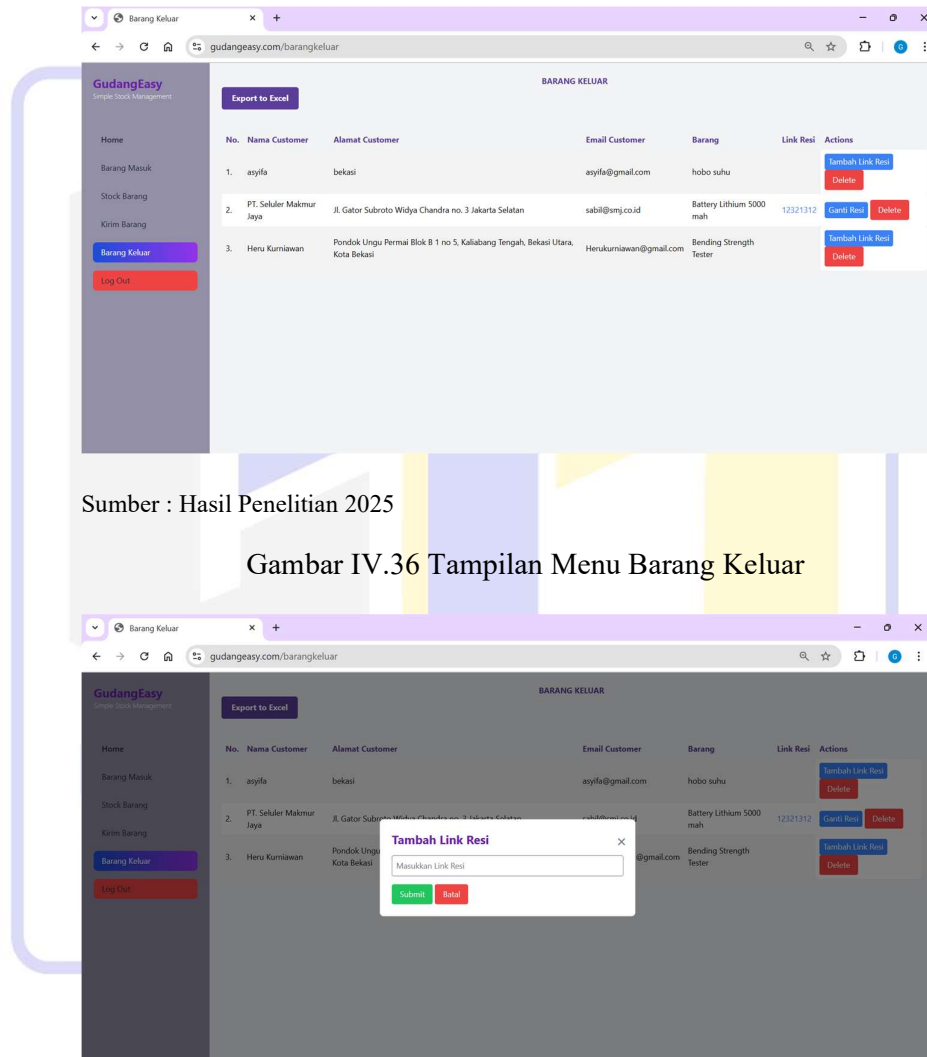 Barang Keluar
gudangeasy.com/barangkeluar
G
GudangEasy
Simple Stock Management
BARANG KELUAR
Export to Excel
Home
Barang Masuk
Stock Barang
Kirim Barang
Barang Keluar
Log Out
No. Nama Customer Alamat Customer Email Customer Barang Link Resi Actions
1. asyifa bekasi asyifa@gmail.com hobo suhu Tambah Link Resi
Delete
2. PT. Seluler Makmur Jaya Jl. Gator Subroto Widya Chandra no. 3 Jakarta Selatan sabil@smj.co.id Battery Lithium 5000 mah 12321312 Ganti Resi Delete
3. Heru Kurniawan Pondok Ungu Permai Blok B 1 no 5, Kaliabang Tengah, Bekasi Utara, Kota Bekasi Herukurniawan@gmail.com Bending Strength Tester Tambah Link Resi
Delete
Sumber : Hasil Penelitian 2025
Gambar IV.36 Tampilan Menu Barang Keluar
Barang Keluar
gudangeasy.com/barangkeluar
G
GudangEasy
Simple Stock Management
BARANG KELUAR
Export to Excel
Home
Barang Masuk
Stock Barang
Kirim Barang
Barang Keluar
Log Out
No. Nama Customer Alamat Customer Email Customer Barang Link Resi Actions
1. asyifa bekasi asyifa@gmail.com hobo suhu Tambah Link Resi
Delete
2. PT. Seluler Makmur Jaya Battery Lithium 5000 mah 12321312 Ganti Resi Delete
3. Heru Kurniawan Pondok Ungu Kota Bekasi @gmail.com Bending Strength Tester Tambah Link Resi
Delete
Tambah Link Resi
Masukkan Link Resi
Submit Batal